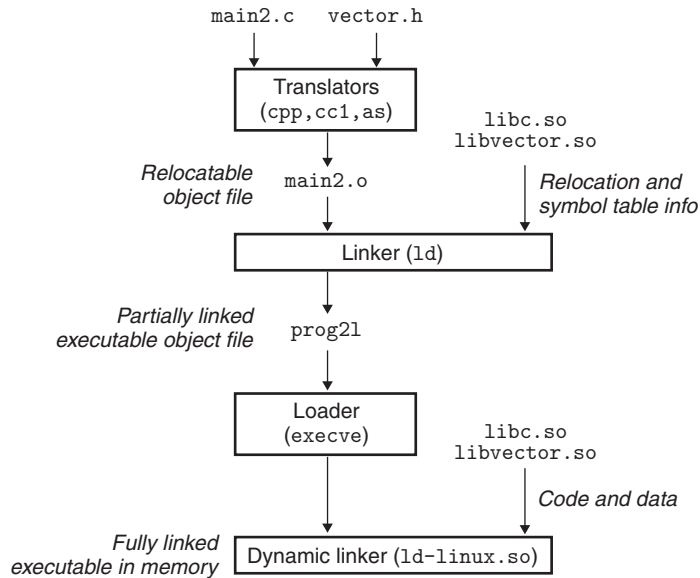 main2.c vector.h
Translators
(cpp,cc1,as)
libc.so
libvector.so
Relocatable
object file
main2.o
Relocation and
symbol table info
Linker (ld)
Partially linked
executable object file
prog2l
Loader
(execve)
libc.so
libvector.so
Code and data
Fully linked
executable in memory
Dynamic linker (ld-linux.so)